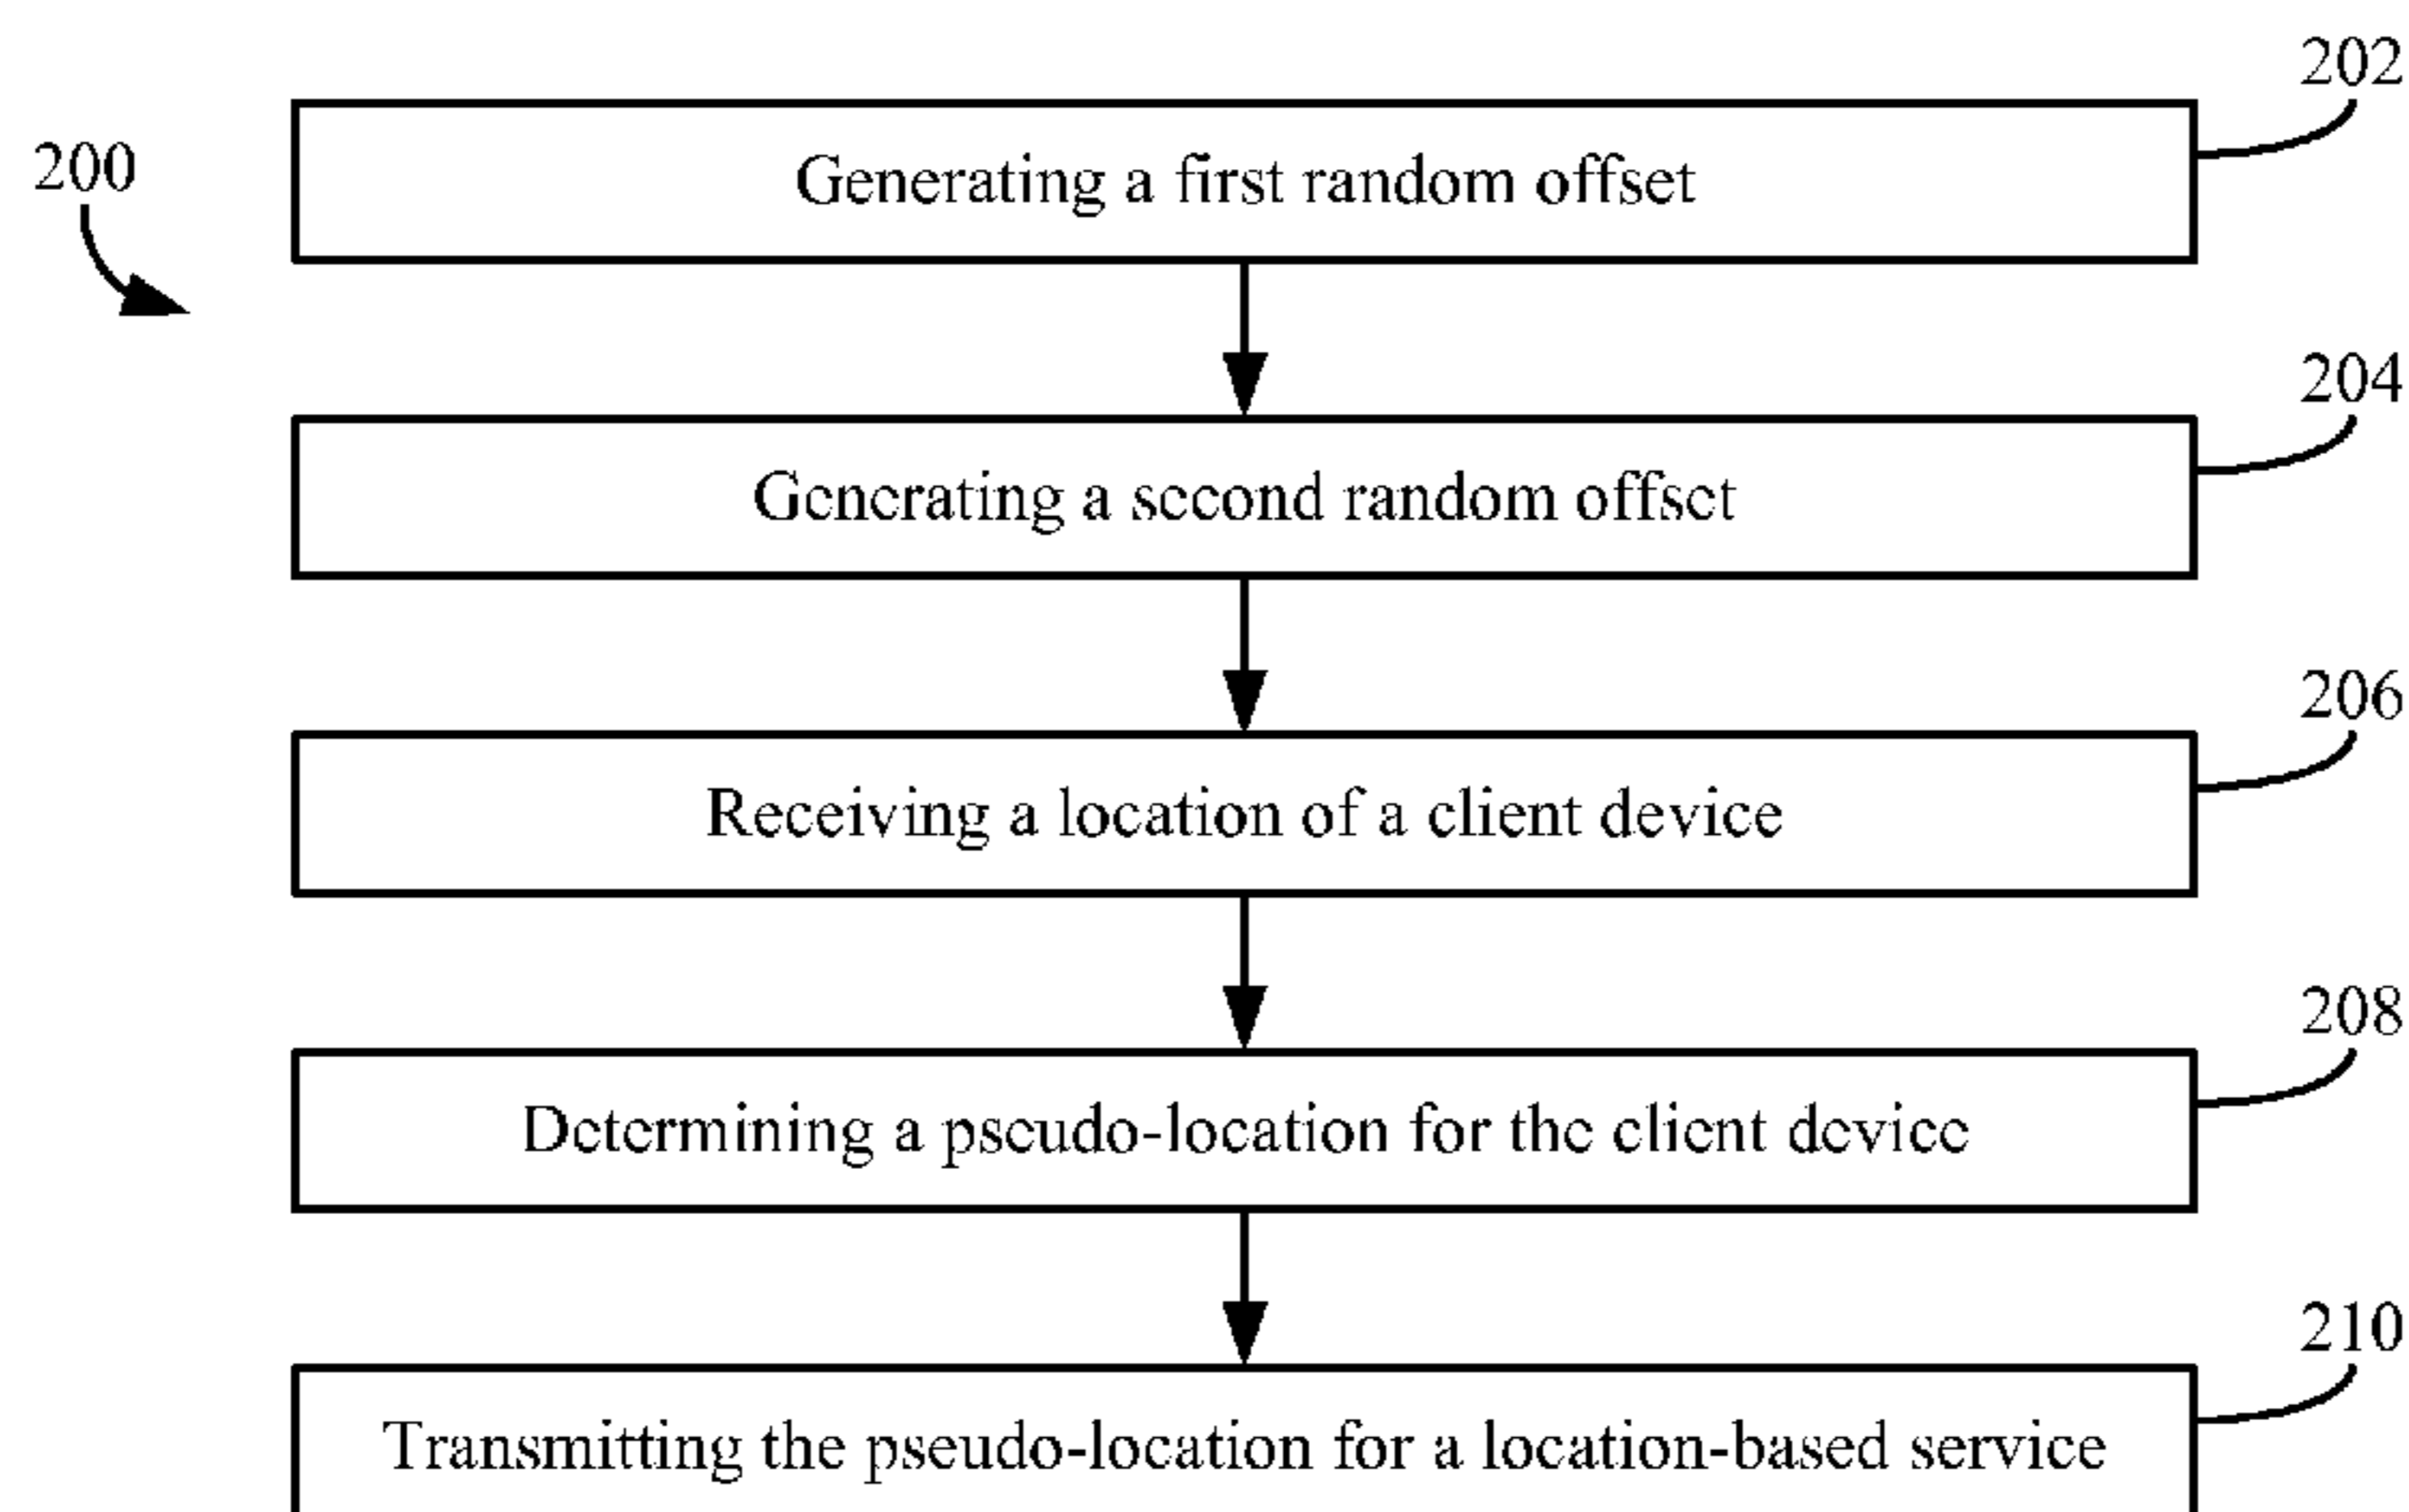 202
200
Generating a first random offset
204
Generating a second random offset
206
Receiving a location of a client device
208
Determining a pseudo-location for the client device
210
Transmitting the pseudo-location for a location-based service